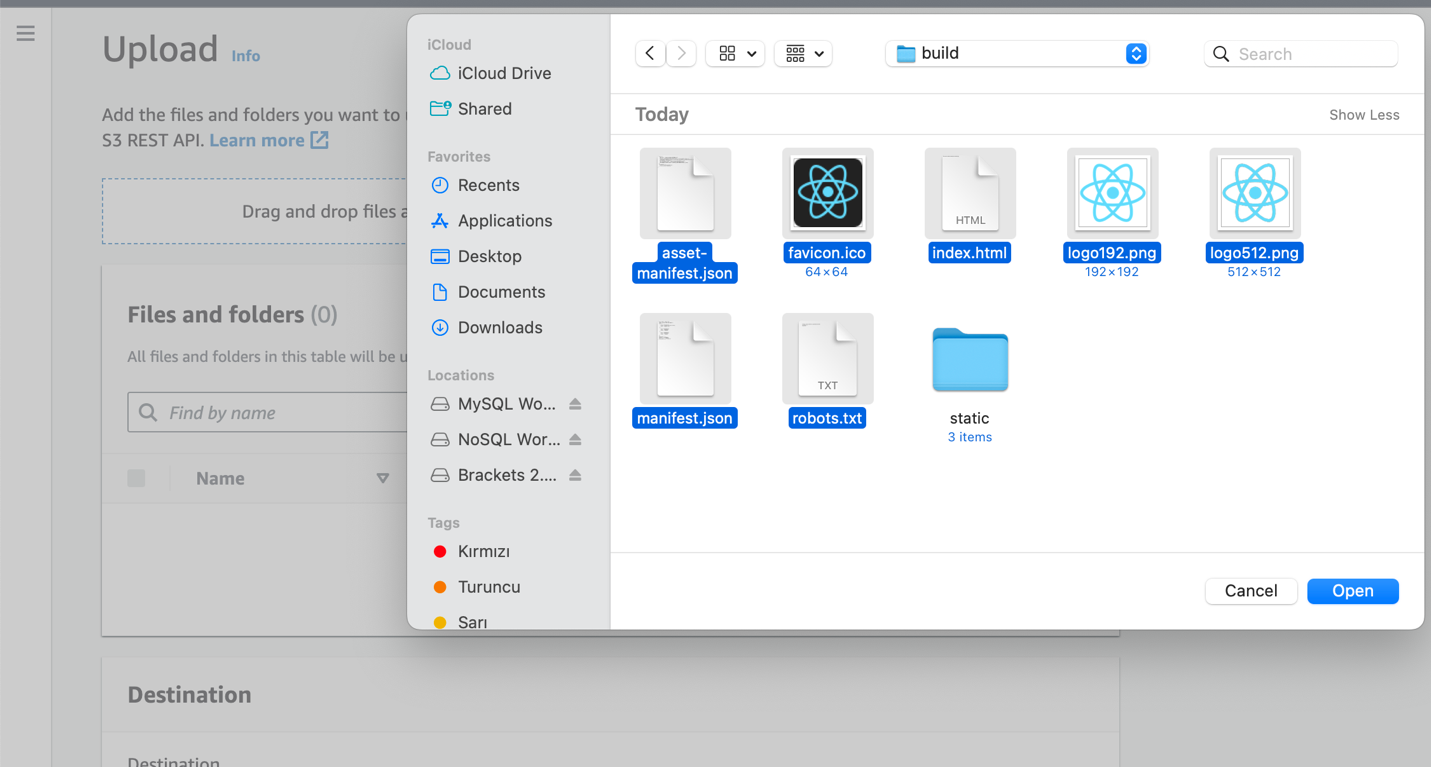 Upload Info
Add the files and folders you want to
S3 REST API. Learn more
Drag and drop files a
Files and folders (0)
All files and folders in this table will be u
Find by name
Name
Destination
Destination
iCloud
iCloud Drive
Shared
Favorites
Recents
Applications
Desktop
Documents
Downloads
Locations
MySQL Wo...
NoSQL Wor...
Brackets 2....
Tags
Kırmızı
Turuncu
Sarı
build
Search
Today
Show Less
asset-
manifest.json
favicon.ico
64×64
HTML
index.html
logo192.png
192×192
logo512.png
512×512
manifest.json
TXT
robots.txt
static
3 items
Cancel
Open